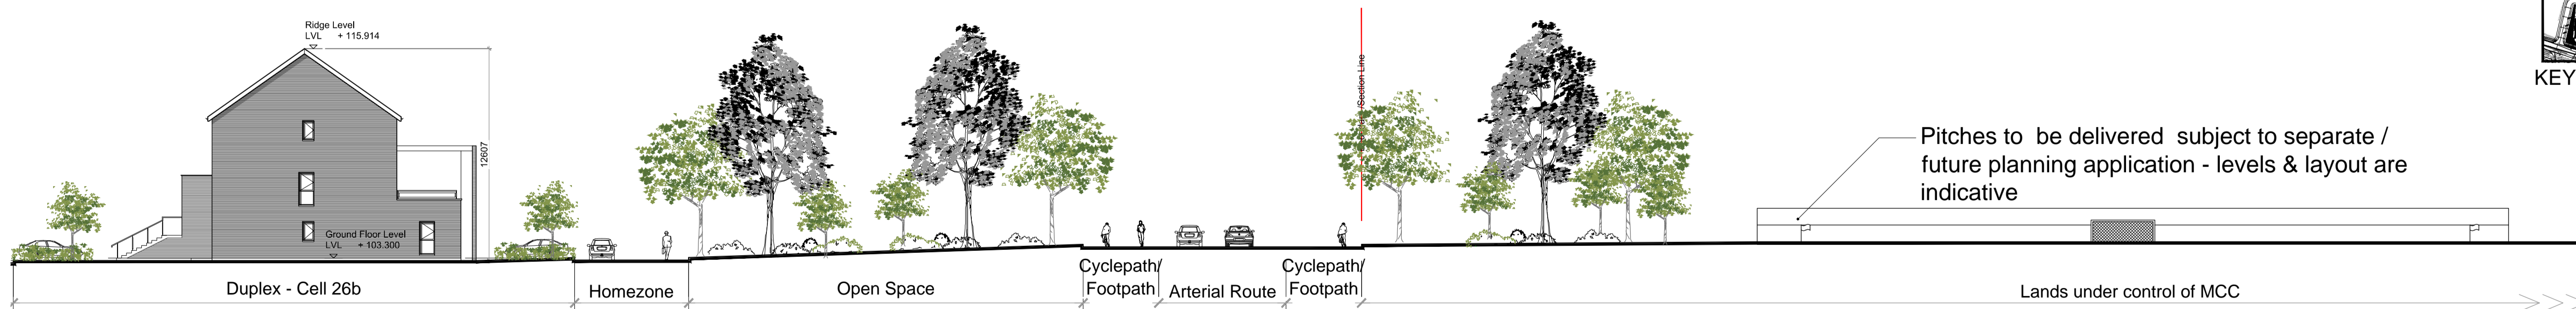 Ridge Level
LVL + 115.914
12607
Ground Floor Level
LVL + 103.300
Section Line
KEY
Pitches to be delivered subject to separate /
future planning application - levels & layout are
indicative
Duplex - Cell 26b
Homezone
Open Space
Cyclepath/
Footpath
Arterial Route
Cyclepath/
Footpath
Lands under control of MCC